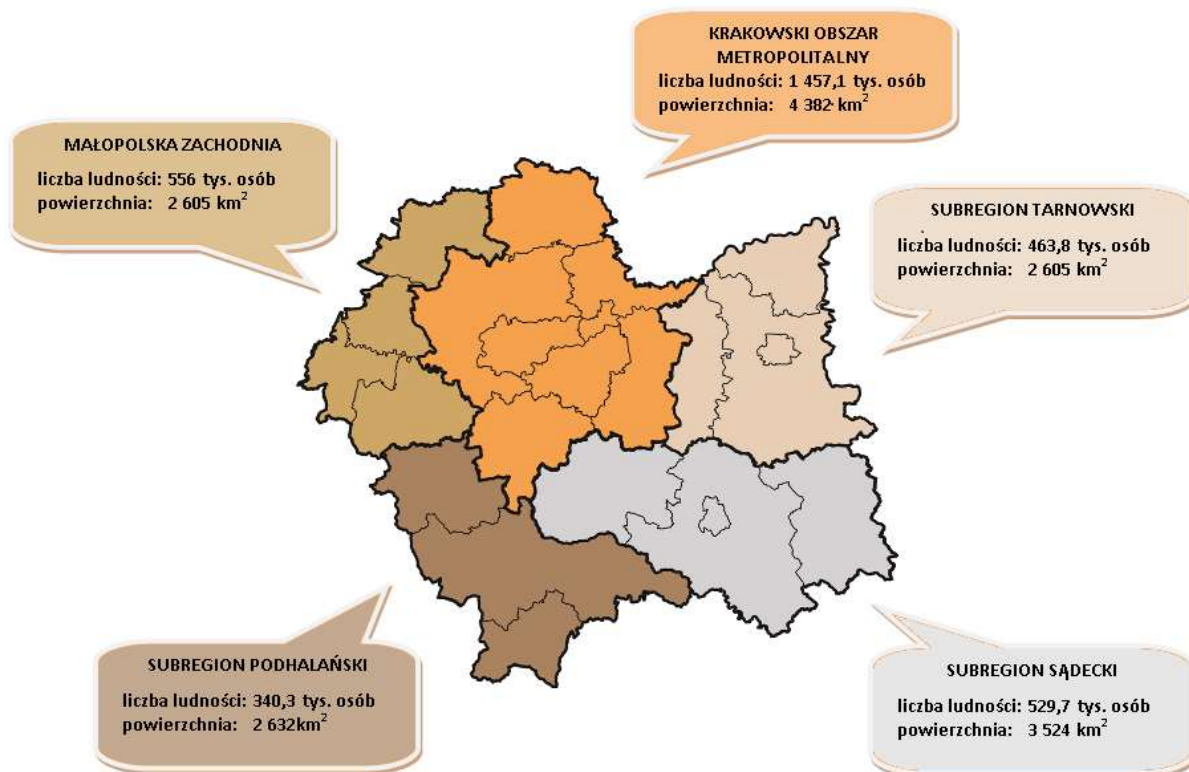 KRAKOWSKI OBSZAR
METROPOLITALNY
liczba ludności: 1 457,1 tys. osób
powierzchnia: 4 382 km²
MAŁOPOLSKA ZACHODNIA
liczba ludności: 556 tys. osób
powierzchnia: 2 605 km²
SUBREGION TARNOWSKI
liczba ludności: 463,8 tys. osób
powierzchnia: 2 605 km²
SUBREGION PODHALAŃSKI
liczba ludności: 340,3 tys. osób
powierzchnia: 2 632km²
SUBREGION SĄDECKI
liczba ludności: 529,7 tys. osób
powierzchnia: 3 524 km²